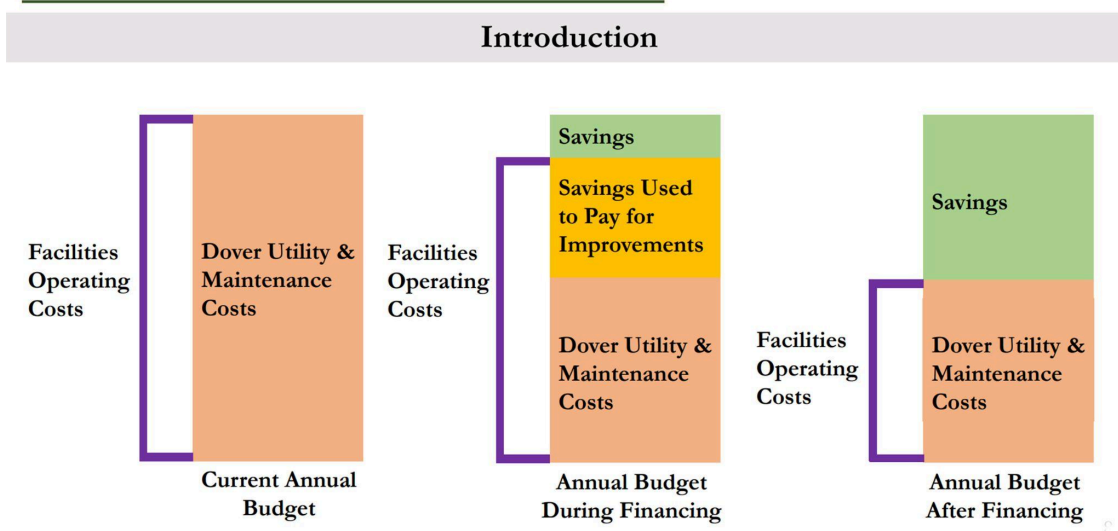 Introduction
Facilities
Operating
Costs
Dover Utility &
Maintenance
Costs
Current Annual
Budget
Facilities
Operating
Costs
Savings
Savings Used
to Pay for
Improvements
Dover Utility &
Maintenance
Costs
Annual Budget
During Financing
Facilities
Operating
Costs
Savings
Dover Utility &
Maintenance
Costs
Annual Budget
After Financing